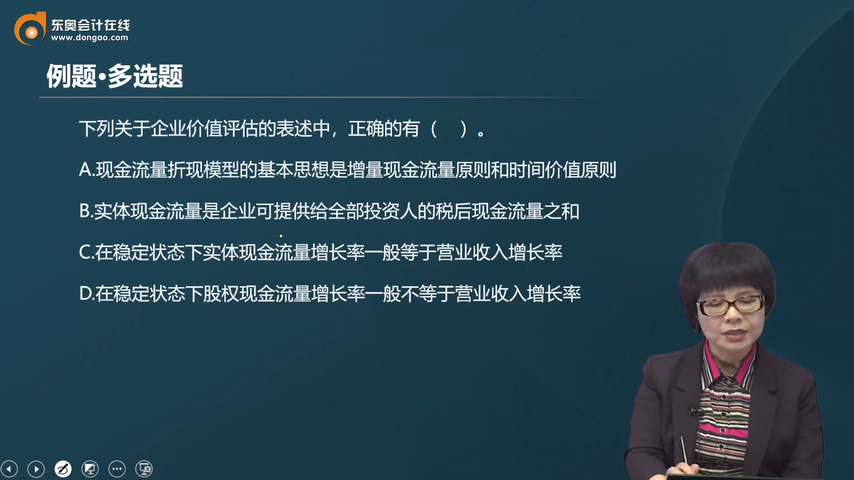 东奥会计在线
www.dongao.com
例题•多选题
下列关于企业价值评估的表述中，正确的有（ ）。
A.现金流量折现模型的基本思想是增量现金流量原则和时间价值原则
B.实体现金流量是企业可提供给全部投资人的税后现金流量之和
C.在稳定状态下实体现金流量增长率一般等于营业收入增长率
D.在稳定状态下股权现金流量增长率一般不等于营业收入增长率